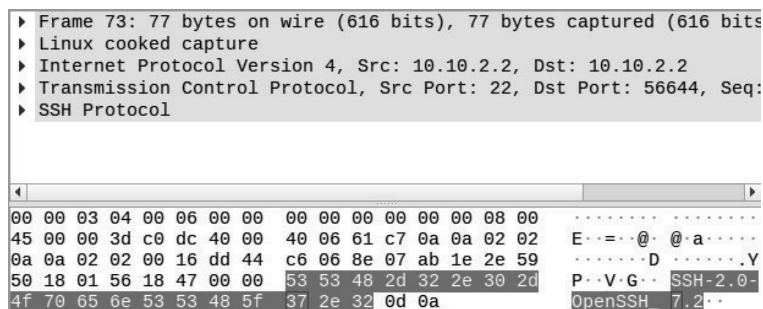 Frame 73: 77 bytes on wire (616 bits), 77 bytes captured (616 bits
Linux cooked capture
Internet Protocol Version 4, Src: 10.10.2.2, Dst: 10.10.2.2
Transmission Control Protocol, Src Port: 22, Dst Port: 56644, Seq:
SSH Protocol
00 00 03 04 00 06 00 00 00 00 00 00 00 00 08 00 ········ ········
45 00 00 3d c0 dc 40 00 40 06 61 c7 0a 0a 02 02 E··=··@· @·a·····
0a 0a 02 02 00 16 dd 44 c6 06 8e 07 ab 1e 2e 59 ·······D ······.Y
50 18 01 56 18 47 00 00 53 53 48 2d 32 2e 30 2d P··V·G·· SSH-2.0-
4f 70 65 6e 53 53 48 5f 37 2e 32 0d 0a OpenSSH_ 7.2··